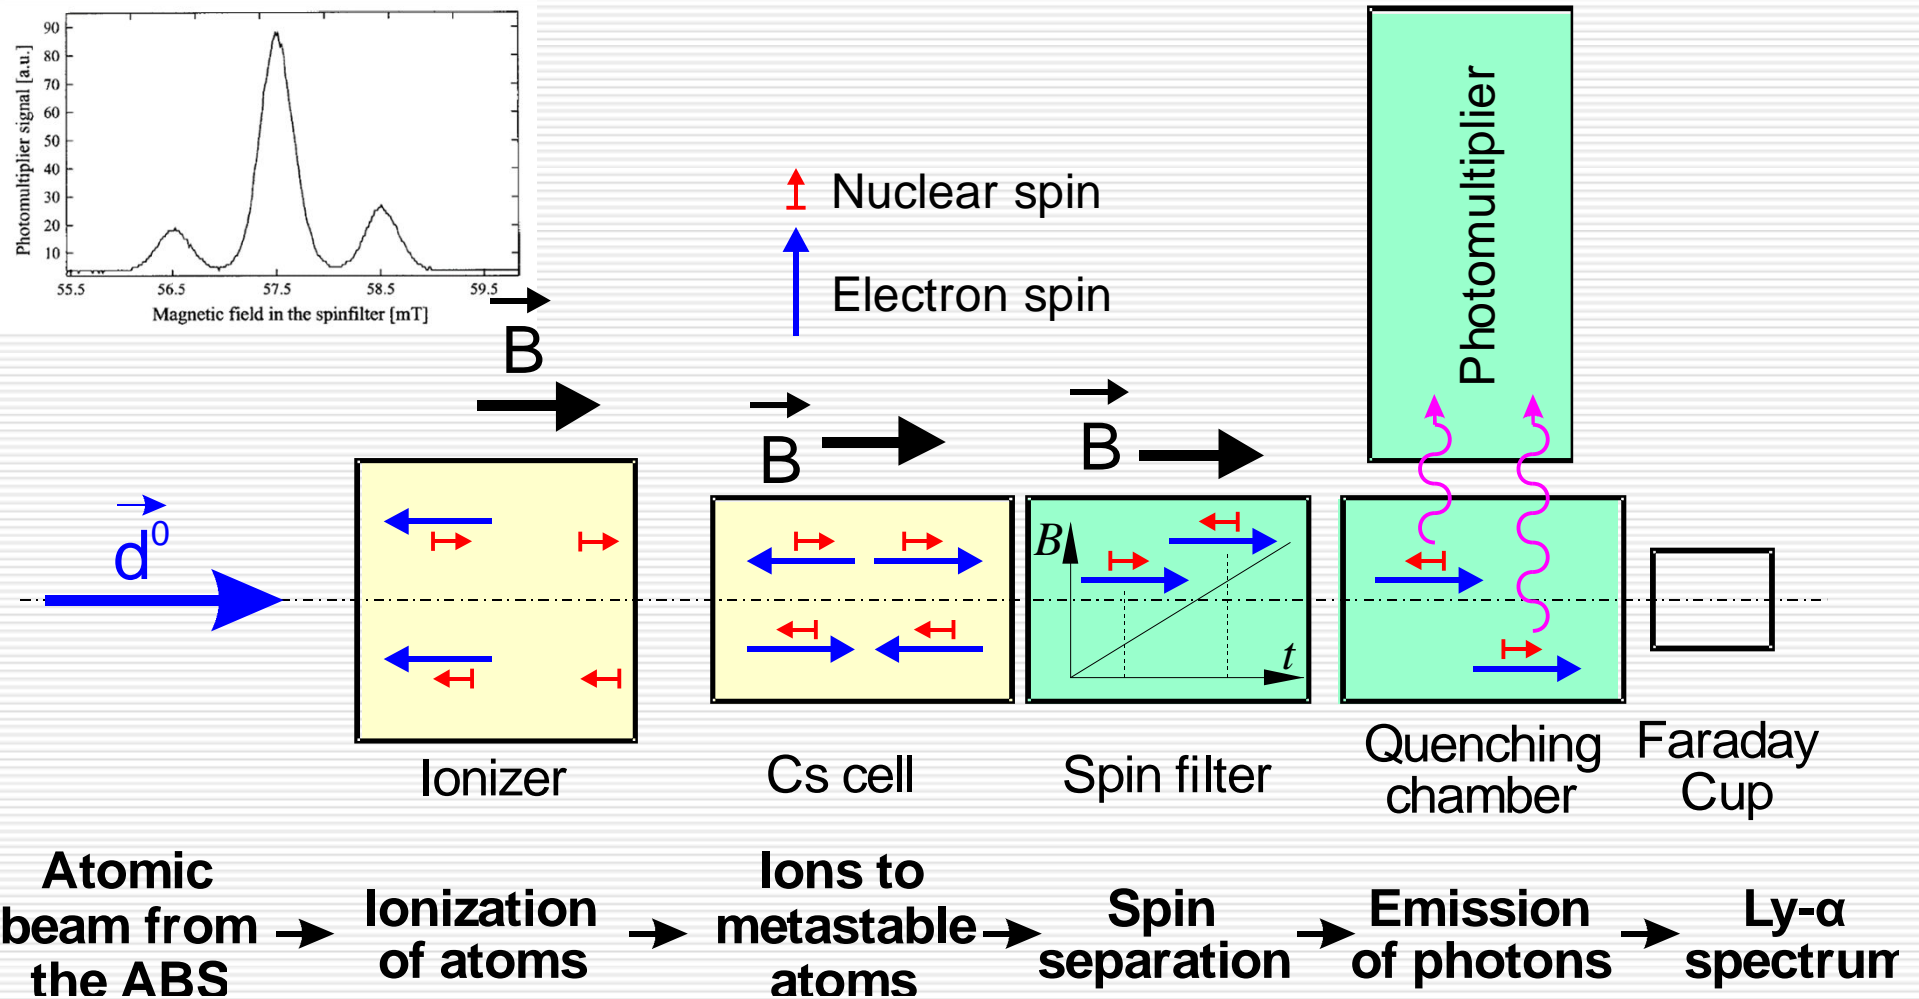 Photomultiplier signal [a.u.]
90
80
70
60
50
40
30
20
10
55.5 56.5 57.5 58.5 59.5
Magnetic field in the spinfilter [mT]
Nuclear spin
Electron spin
Photomultiplier
B
B
B
d⁰
B
t
Ionizer
Cs cell
Spin filter
Quenching
chamber
Faraday
Cup
Atomic
beam from
the ABS
Ionization
of atoms
Ions to
metastable
atoms
Spin
separation
Emission
of photons
Ly-α
spectrum